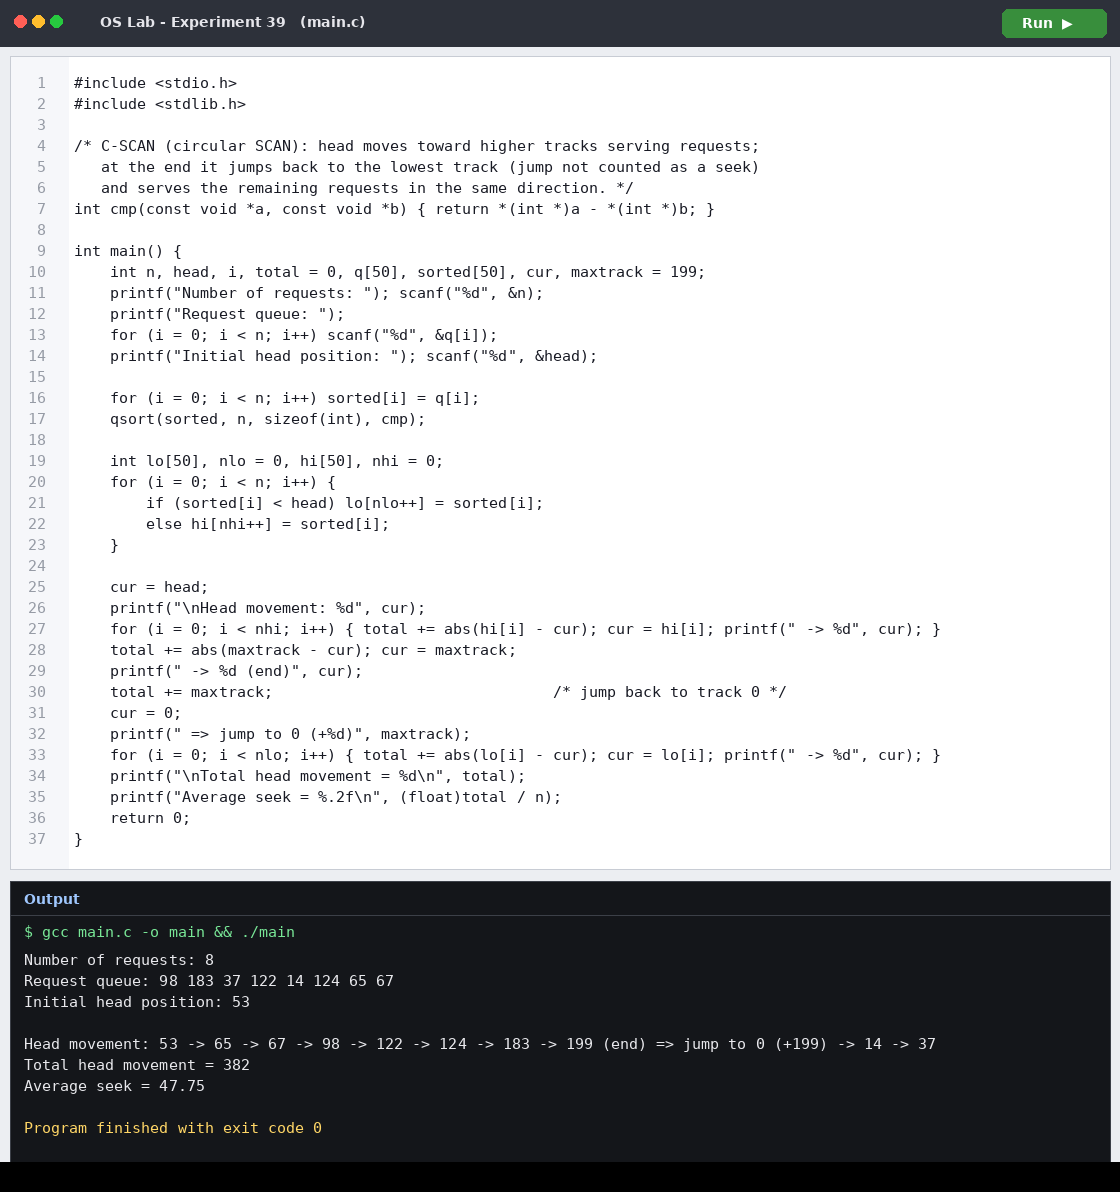 OS Lab - Experiment 39 (main.c)
Run ▶
1 #include <stdio.h>
2 #include <stdlib.h>
3
4 /* C-SCAN (circular SCAN): head moves toward higher tracks serving requests;
5    at the end it jumps back to the lowest track (jump not counted as a seek)
6    and serves the remaining requests in the same direction. */
7 int cmp(const void *a, const void *b) { return *(int *)a - *(int *)b; }
8
9 int main() {
10     int n, head, i, total = 0, q[50], sorted[50], cur, maxtrack = 199;
11     printf("Number of requests: "); scanf("%d", &n);
12     printf("Request queue: ");
13     for (i = 0; i < n; i++) scanf("%d", &q[i]);
14     printf("Initial head position: "); scanf("%d", &head);
15
16     for (i = 0; i < n; i++) sorted[i] = q[i];
17     qsort(sorted, n, sizeof(int), cmp);
18
19     int lo[50], nlo = 0, hi[50], nhi = 0;
20     for (i = 0; i < n; i++) {
21         if (sorted[i] < head) lo[nlo++] = sorted[i];
22         else hi[nhi++] = sorted[i];
23     }
24
25     cur = head;
26     printf("\nHead movement: %d", cur);
27     for (i = 0; i < nhi; i++) { total += abs(hi[i] - cur); cur = hi[i]; printf(" -> %d", cur); }
28     total += abs(maxtrack - cur); cur = maxtrack;
29     printf(" -> %d (end)", cur);
30     total += maxtrack;                               /* jump back to track 0 */
31     cur = 0;
32     printf(" => jump to 0 (+%d)", maxtrack);
33     for (i = 0; i < nlo; i++) { total += abs(lo[i] - cur); cur = lo[i]; printf(" -> %d", cur); }
34     printf("\nTotal head movement = %d\n", total);
35     printf("Average seek = %.2f\n", (float)total / n);
36     return 0;
37 }
Output
$ gcc main.c -o main && ./main
Number of requests: 8
Request queue: 98 183 37 122 14 124 65 67
Initial head position: 53
Head movement: 53 -> 65 -> 67 -> 98 -> 122 -> 124 -> 183 -> 199 (end) => jump to 0 (+199) -> 14 -> 37
Total head movement = 382
Average seek = 47.75
Program finished with exit code 0